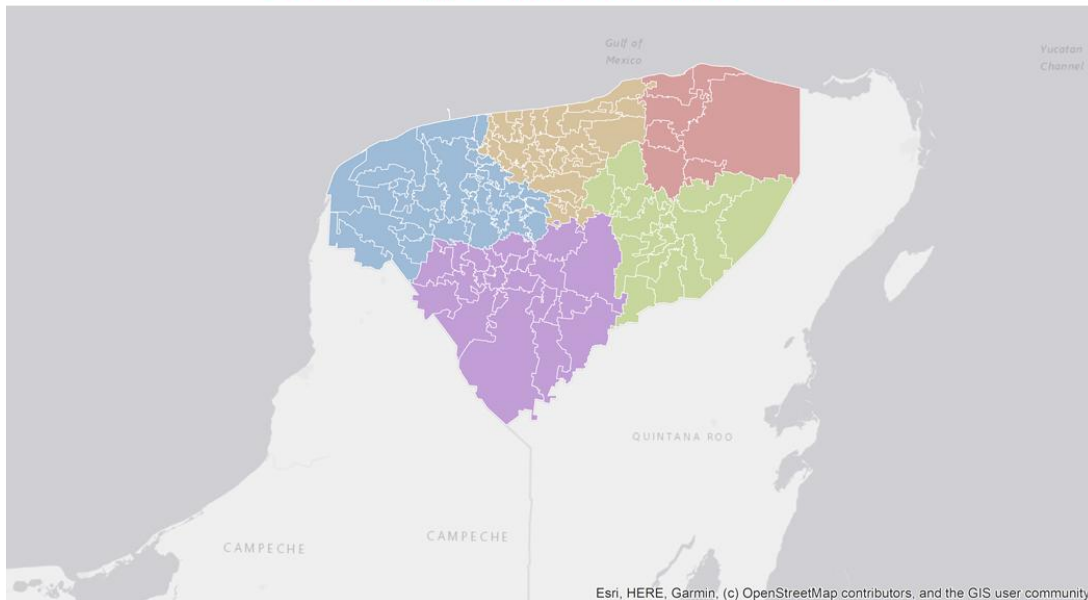 Gulf of
Mexico
Yucatan
Channel
QUINTANA ROO
CAMPECHE
CAMPECHE
Esri, HERE, Garmin, (c) OpenStreetMap contributors, and the GIS user community